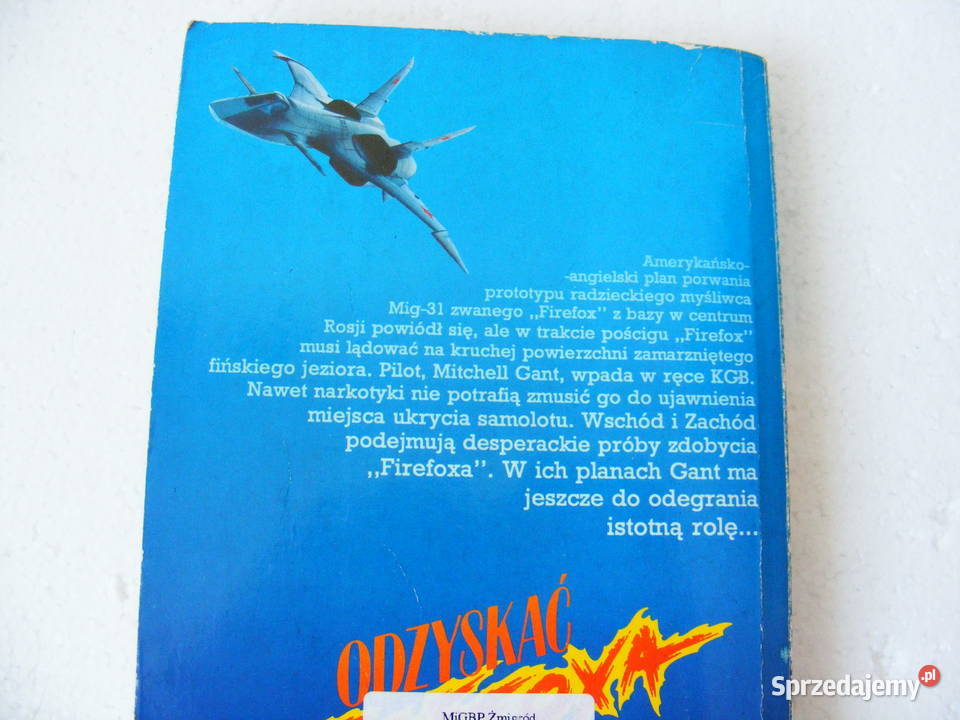 Amerykańsko-
-angielski plan porwania
prototypu radzieckiego myśliwca
Mig-31 zwanego ,,Firefox" z bazy w centrum
Rosji powiódł się, ale w trakcie pościgu ,,Firefox"
musi lądować na kruchej powierzchni zamarzniętego
fińskiego jeziora. Pilot, Mitchell Gant, wpada w ręce KGB.
Nawet narkotyki nie potrafią zmusić go do ujawnienia
miejsca ukrycia samolotu. Wschód i Zachód
podejmują desperackie próby zdobycia
,,Firefoxa". W ich planach Gant ma
jeszcze do odegrania
istotną rolę...
ODZYSKAĆ
MiGBP Żmigród
Sprzedajemy.pl